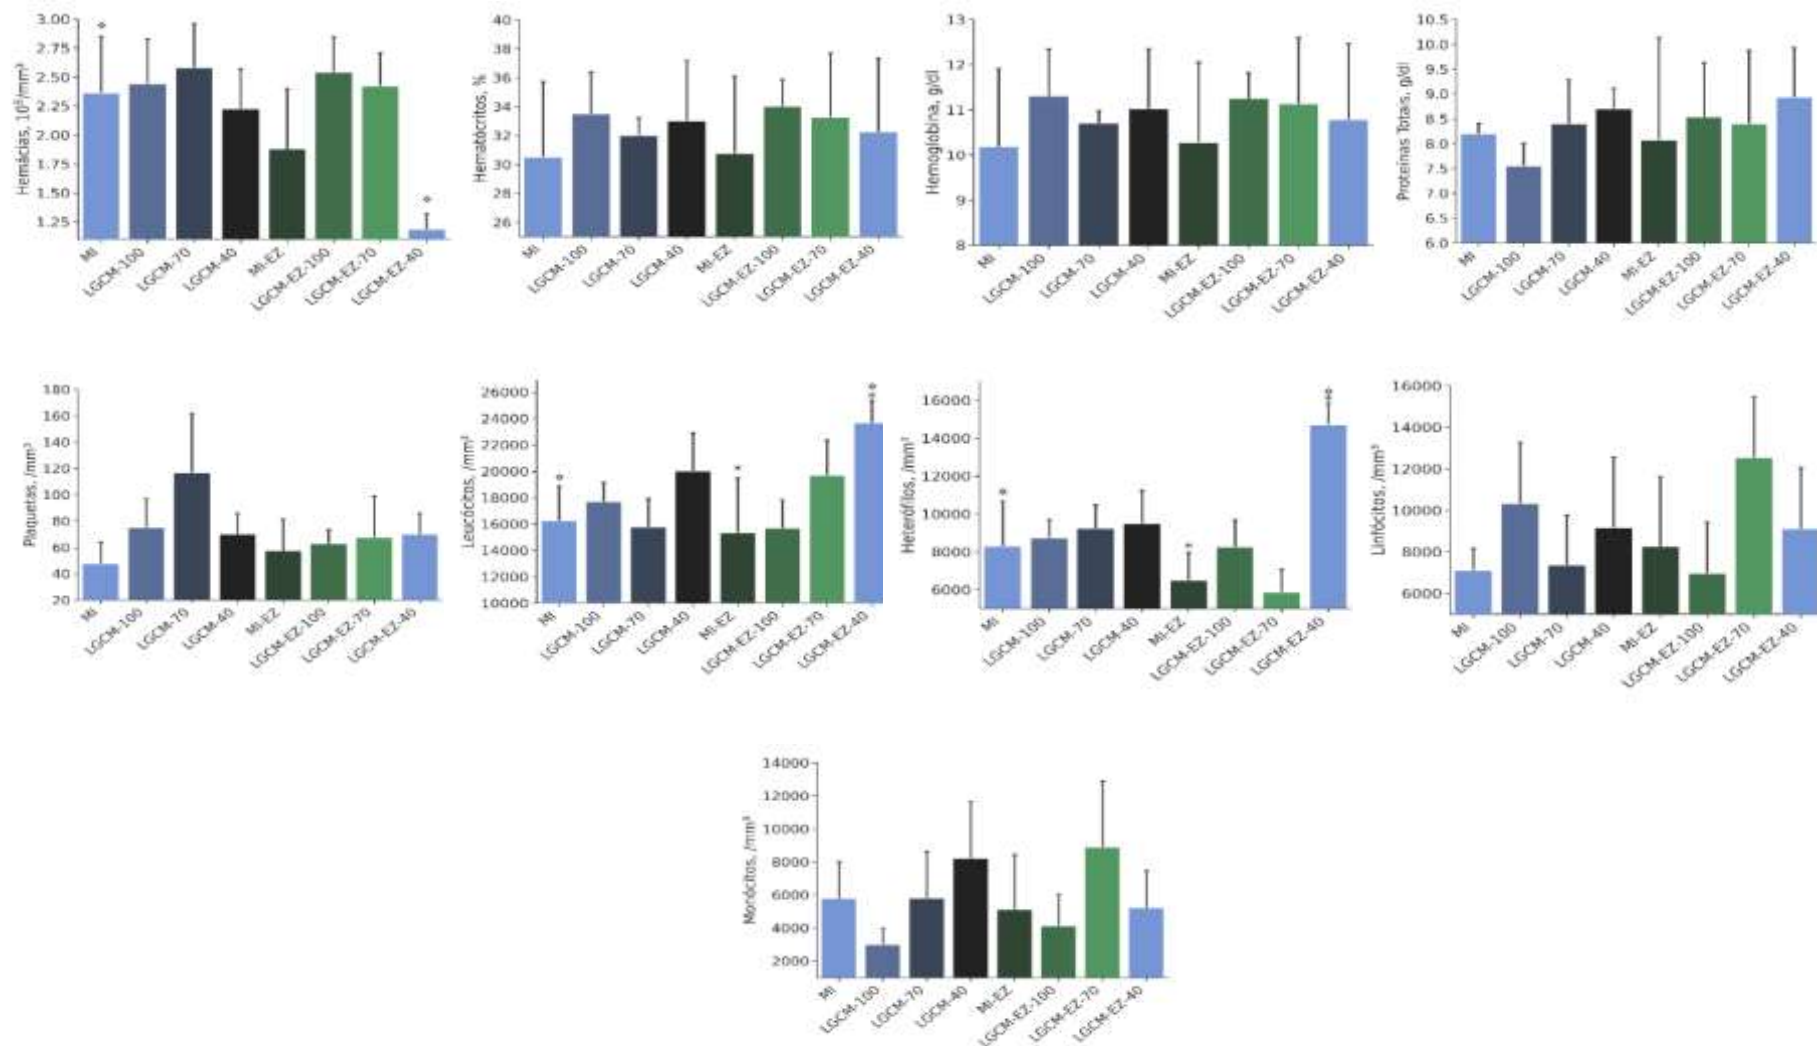 3.00
2.75
2.50
2.25
2.00
1.75
1.50
1.25
Hemácias, 10⁵/mm³
*
*
MI
LGCM-100
LGCM-70
LGCM-40
MI-EZ
LGCM-EZ-100
LGCM-EZ-70
LGCM-EZ-40
40
38
36
34
32
30
28
26
Hematócritos, %
MI
LGCM-100
LGCM-70
LGCM-40
MI-EZ
LGCM-EZ-100
LGCM-EZ-70
LGCM-EZ-40
13
12
11
10
9
8
Hemoglobina, g/dl
MI
LGCM-100
LGCM-70
LGCM-40
MI-EZ
LGCM-EZ-100
LGCM-EZ-70
LGCM-EZ-40
10.5
10.0
9.5
9.0
8.5
8.0
7.5
7.0
6.5
6.0
Proteínas Totais, g/dl
MI
LGCM-100
LGCM-70
LGCM-40
MI-EZ
LGCM-EZ-100
LGCM-EZ-70
LGCM-EZ-40
180
160
140
120
100
80
60
40
20
Plaquetas, /mm³
MI
LGCM-100
LGCM-70
LGCM-40
MI-EZ
LGCM-EZ-100
LGCM-EZ-70
LGCM-EZ-40
26000
24000
22000
20000
18000
16000
14000
12000
10000
Leucócitos, /mm³
*
*
*
MI
LGCM-100
LGCM-70
LGCM-40
MI-EZ
LGCM-EZ-100
LGCM-EZ-70
LGCM-EZ-40
16000
14000
12000
10000
8000
6000
Heterófilos, /mm³
*
*
*
MI
LGCM-100
LGCM-70
LGCM-40
MI-EZ
LGCM-EZ-100
LGCM-EZ-70
LGCM-EZ-40
16000
14000
12000
10000
8000
6000
Linfócitos, /mm³
MI
LGCM-100
LGCM-70
LGCM-40
MI-EZ
LGCM-EZ-100
LGCM-EZ-70
LGCM-EZ-40
14000
12000
10000
8000
6000
4000
2000
Monócitos, /mm³
MI
LGCM-100
LGCM-70
LGCM-40
MI-EZ
LGCM-EZ-100
LGCM-EZ-70
LGCM-EZ-40